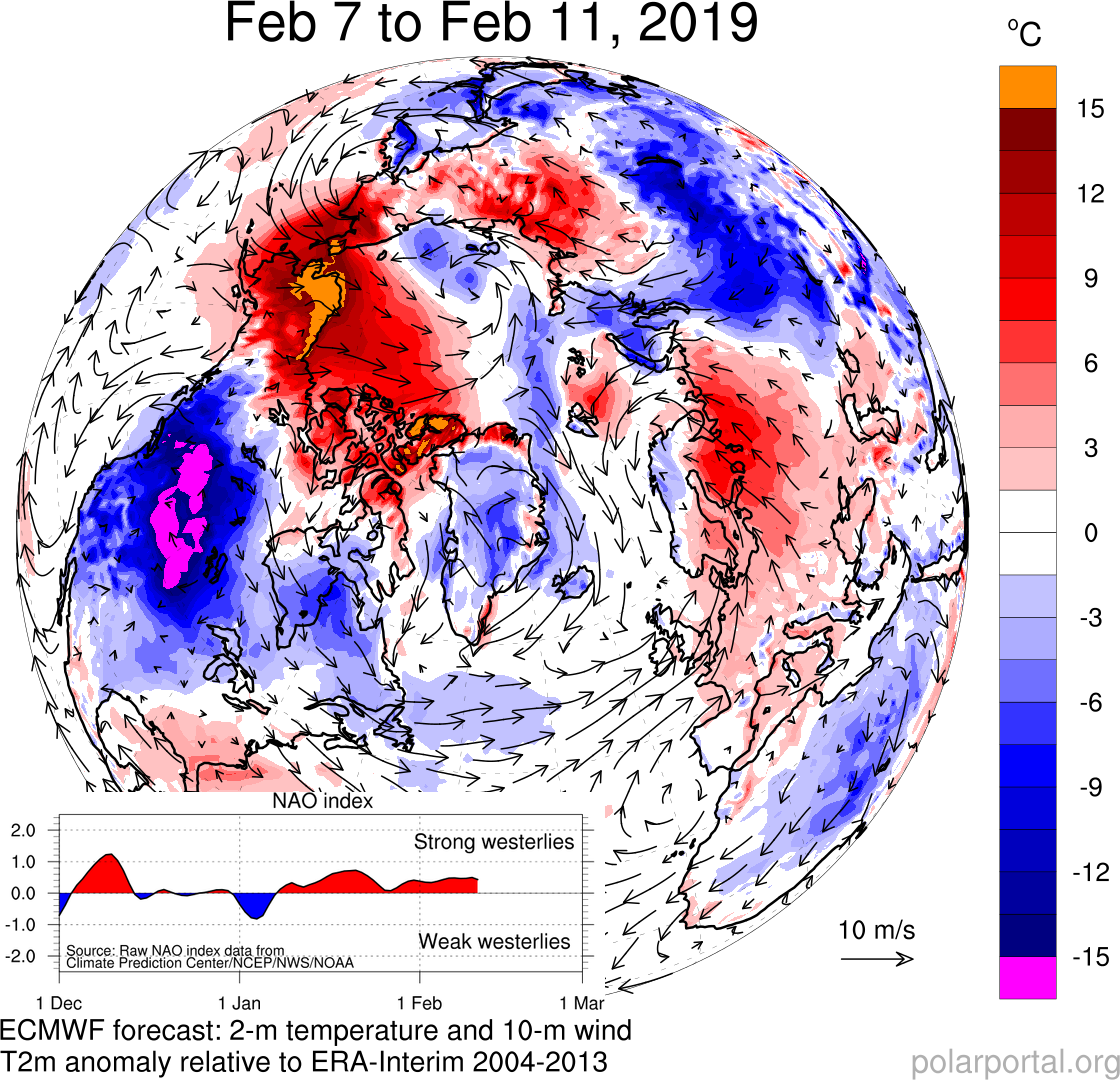 Feb 7 to Feb 11, 2019
°C
15
12
9
6
3
0
-3
-6
-9
-12
-15
10 m/s
NAO index
2.0
1.0
0.0
-1.0
-2.0
Strong westerlies
Weak westerlies
Source: Raw NAO index data from
Climate Prediction Center/NCEP/NWS/NOAA
1 Dec
1 Jan
1 Feb
1 Mar
ECMWF forecast: 2-m temperature and 10-m wind
T2m anomaly relative to ERA-Interim 2004-2013
polarportal.org